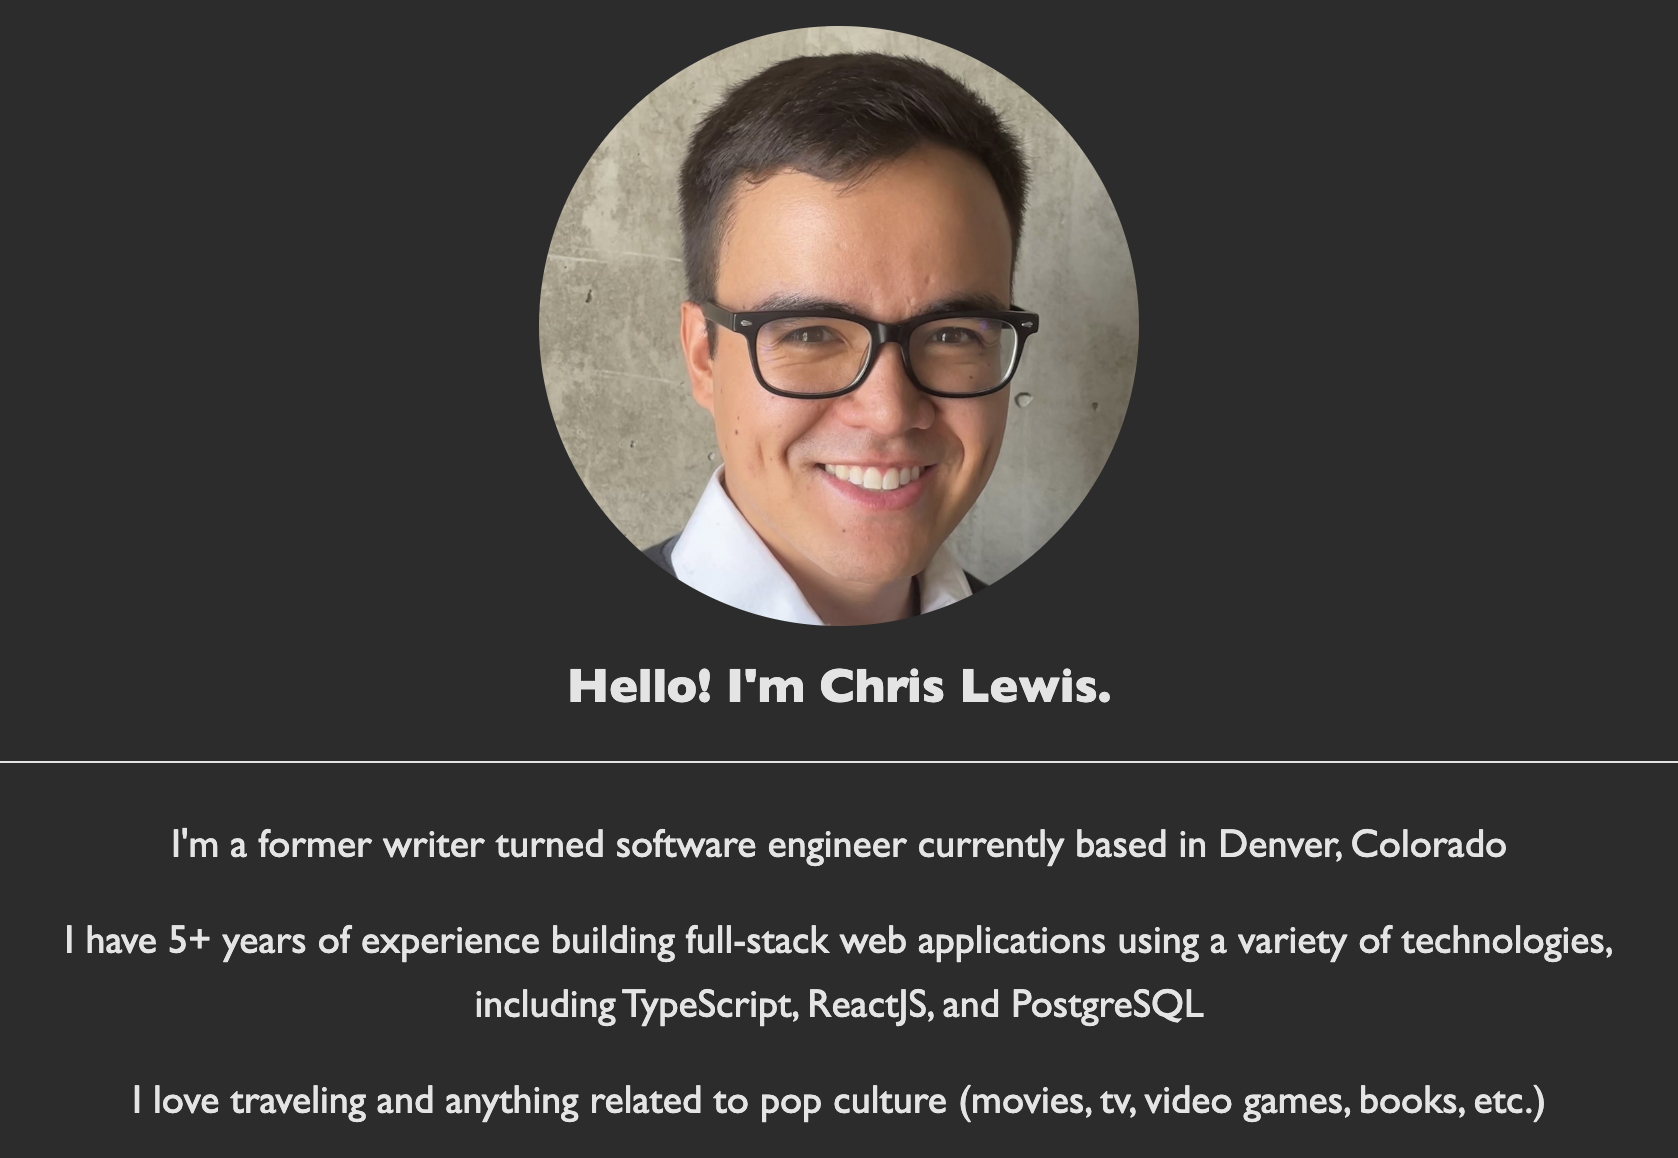 Hello! I'm Chris Lewis.
I'm a former writer turned software engineer currently based in Denver, Colorado
I have 5+ years of experience building full-stack web applications using a variety of technologies,
including TypeScript, ReactJS, and PostgreSQL
I love traveling and anything related to pop culture (movies, tv, video games, books, etc.)